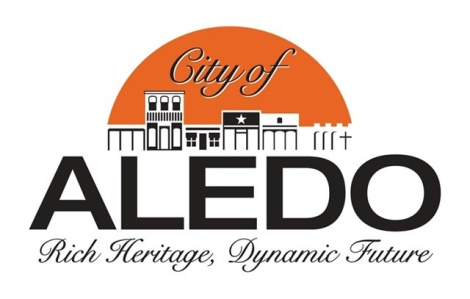 City of
ALEDO
Rich Heritage, Dynamic Future